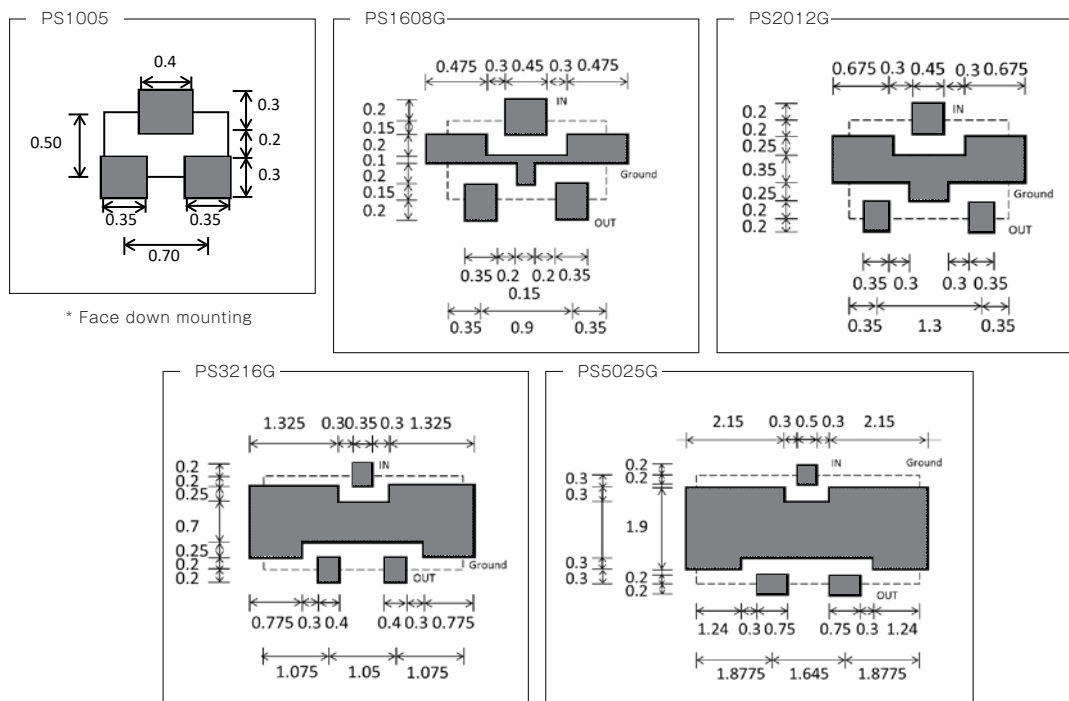 PS1005
0.4
0.3
0.50
0.2
0.3
0.35 0.35
0.70
* Face down mounting
PS1608G
0.475 0.3 0.45 0.3 0.475
IN
0.2
0.15
0.2
0.1
0.2
0.15
0.2
Ground
OUT
0.35 0.2 0.2 0.35
0.15
0.35 0.9 0.35
PS2012G
0.675 0.3 0.45 0.3 0.675
IN
0.2
0.2
0.25
0.35
0.25
0.2
0.2
Ground
OUT
0.35 0.3 0.3 0.35
0.35 1.3 0.35
PS3216G
1.325 0.3 0.35 0.3 1.325
IN
0.2
0.2
0.25
0.7
0.25
0.2
0.2
Ground
OUT
0.775 0.3 0.4 0.4 0.3 0.775
1.075 1.05 1.075
PS5025G
2.15 0.3 0.5 0.3 2.15
IN
Ground
0.2
0.2
0.3
0.3
1.9
0.3
0.3
0.2
0.2
OUT
1.24 0.3 0.75 0.75 0.3 1.24
1.8775 1.645 1.8775